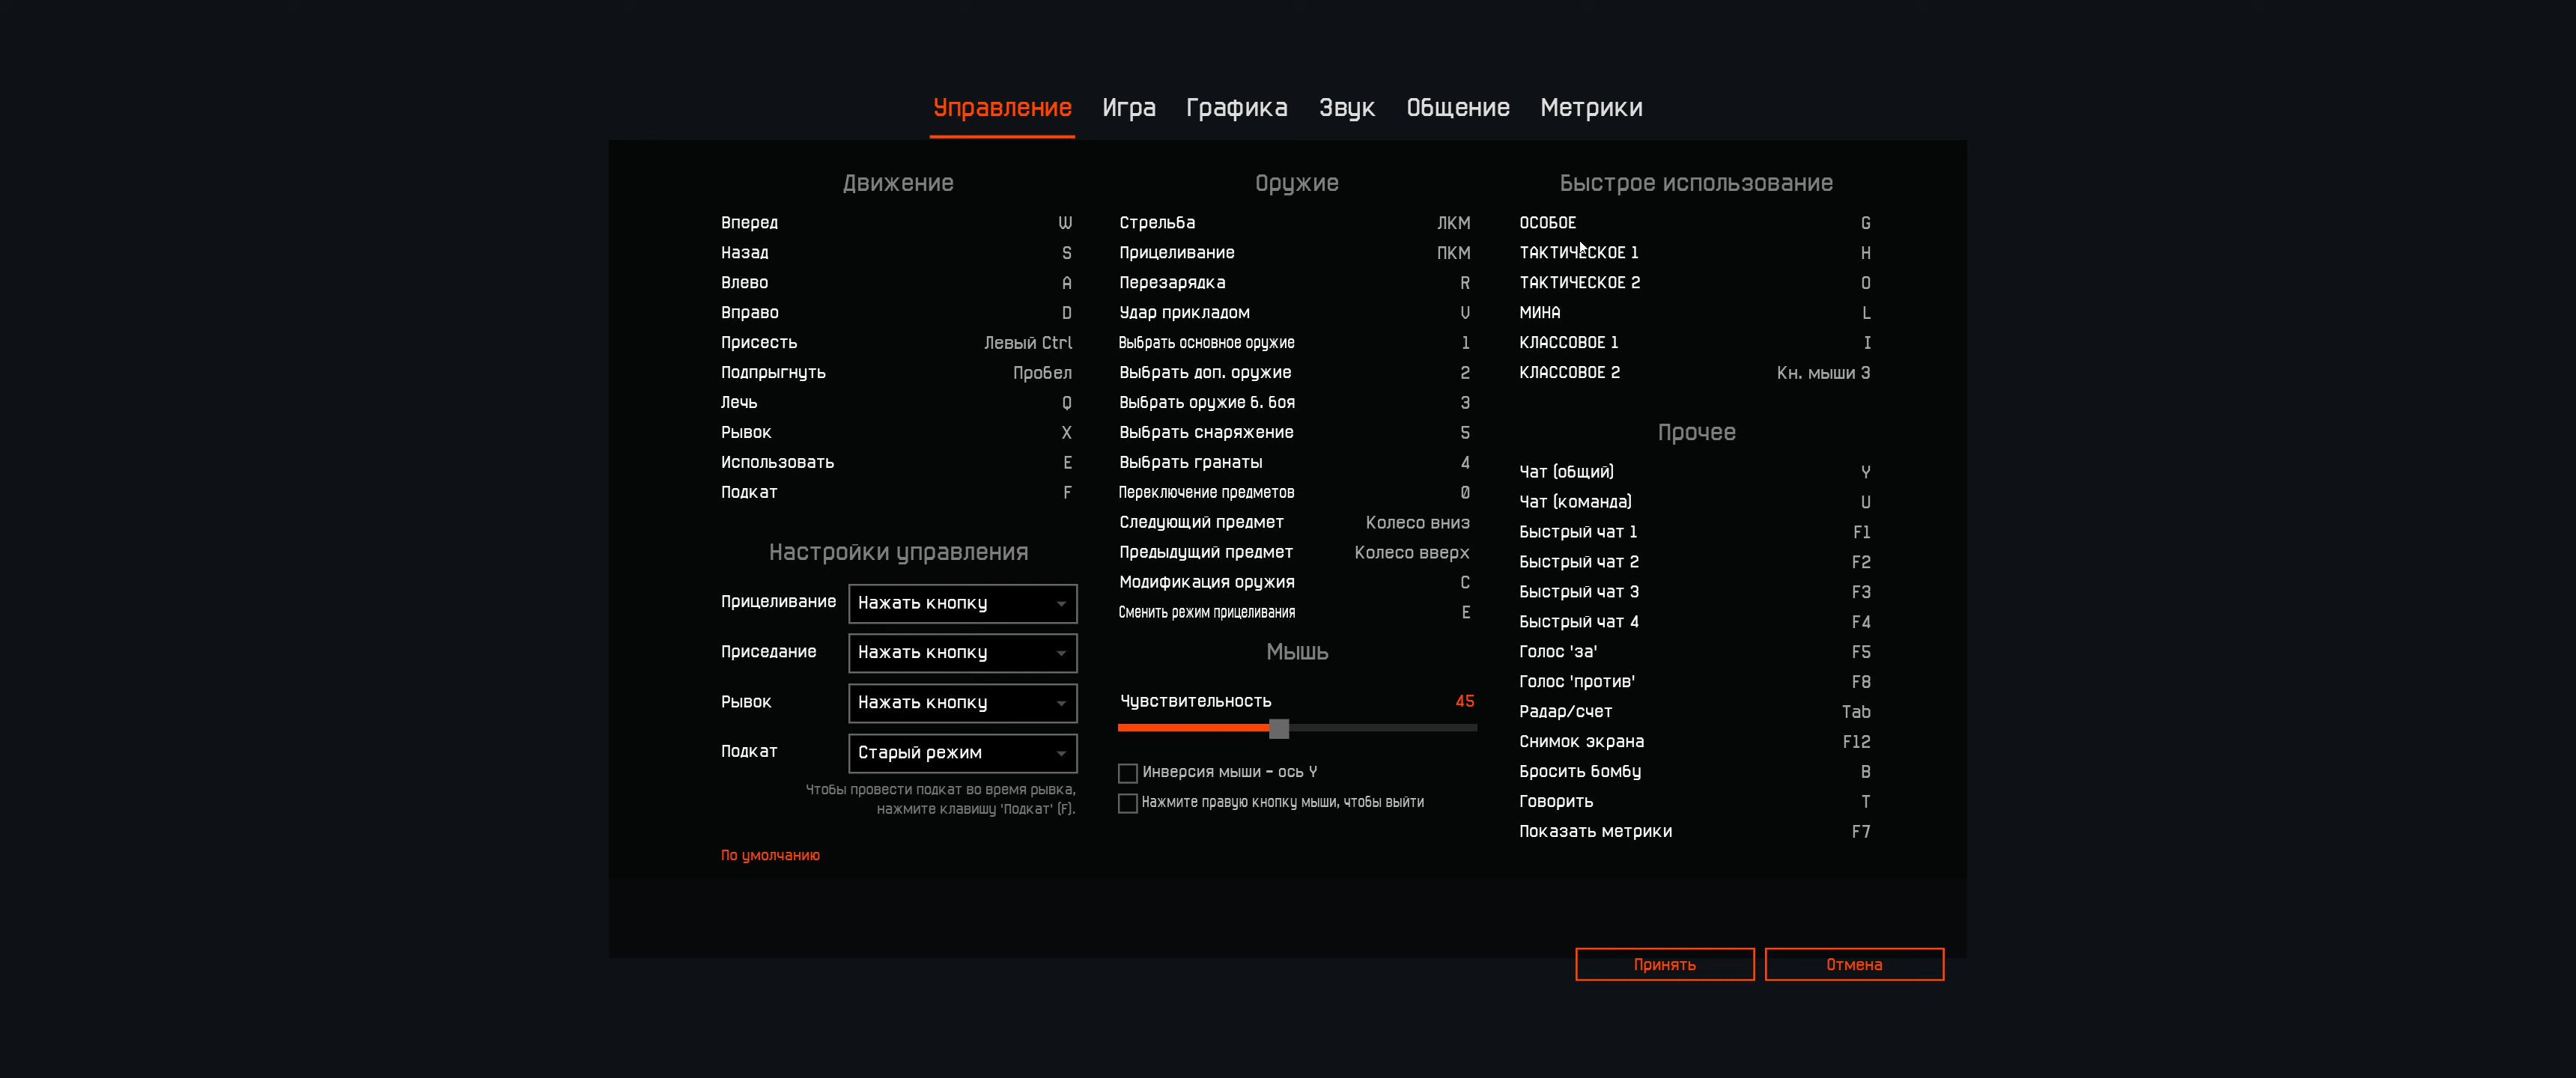 Управление Игра Графика Звук Общение Метрики
Движение
Вперед W
Назад S
Влево A
Вправо D
Присесть Левый Ctrl
Подпрыгнуть Пробел
Лечь Q
Рывок X
Использовать E
Подкат F
Настройки управления
Прицеливание Нажать кнопку
Приседание Нажать кнопку
Рывок Нажать кнопку
Подкат Старый режим
Чтобы провести подкат во время рывка,
нажмите клавишу 'Подкат' (F).
По умолчанию
Оружие
Стрельба ЛКМ
Прицеливание ПКМ
Перезарядка R
Удар прикладом V
Выбрать основное оружие 1
Выбрать доп. оружие 2
Выбрать оружие б. боя 3
Выбрать снаряжение 5
Выбрать гранаты 4
Переключение предметов 0
Следующий предмет Колесо вниз
Предыдущий предмет Колесо вверх
Модификация оружия C
Сменить режим прицеливания E
Мышь
Чувствительность 45
Инверсия мыши - ось Y
Нажмите правую кнопку мыши, чтобы выйти
Быстрое использование
ОСОБОЕ G
ТАКТИЧЕСКОЕ 1 H
ТАКТИЧЕСКОЕ 2 O
МИНА L
КЛАССОВОЕ 1 I
КЛАССОВОЕ 2 Кн. мыши 3
Прочее
Чат (общий) Y
Чат (команда) U
Быстрый чат 1 F1
Быстрый чат 2 F2
Быстрый чат 3 F3
Быстрый чат 4 F4
Голос 'за' F5
Голос 'против' F8
Радар/счет Tab
Снимок экрана F12
Бросить бомбу B
Говорить T
Показать метрики F7
Принять Отмена